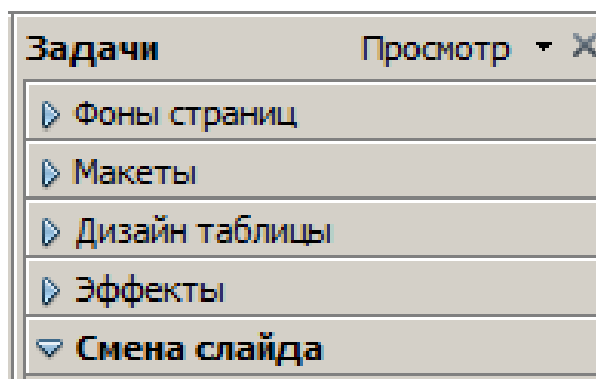 Задачи Просмотр
Фоны страниц
Макеты
Дизайн таблицы
Эффекты
Смена слайда